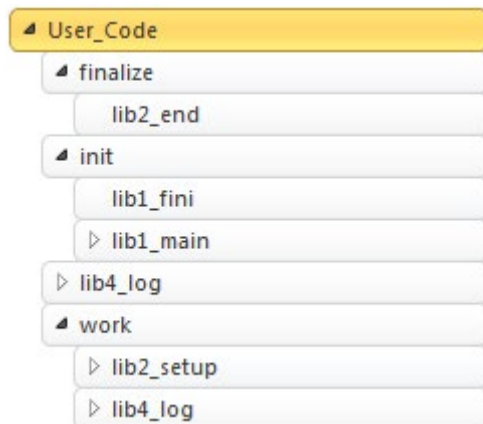 User_Code
finalize
lib2_end
init
lib1_fini
lib1_main
lib4_log
work
lib2_setup
lib4_log